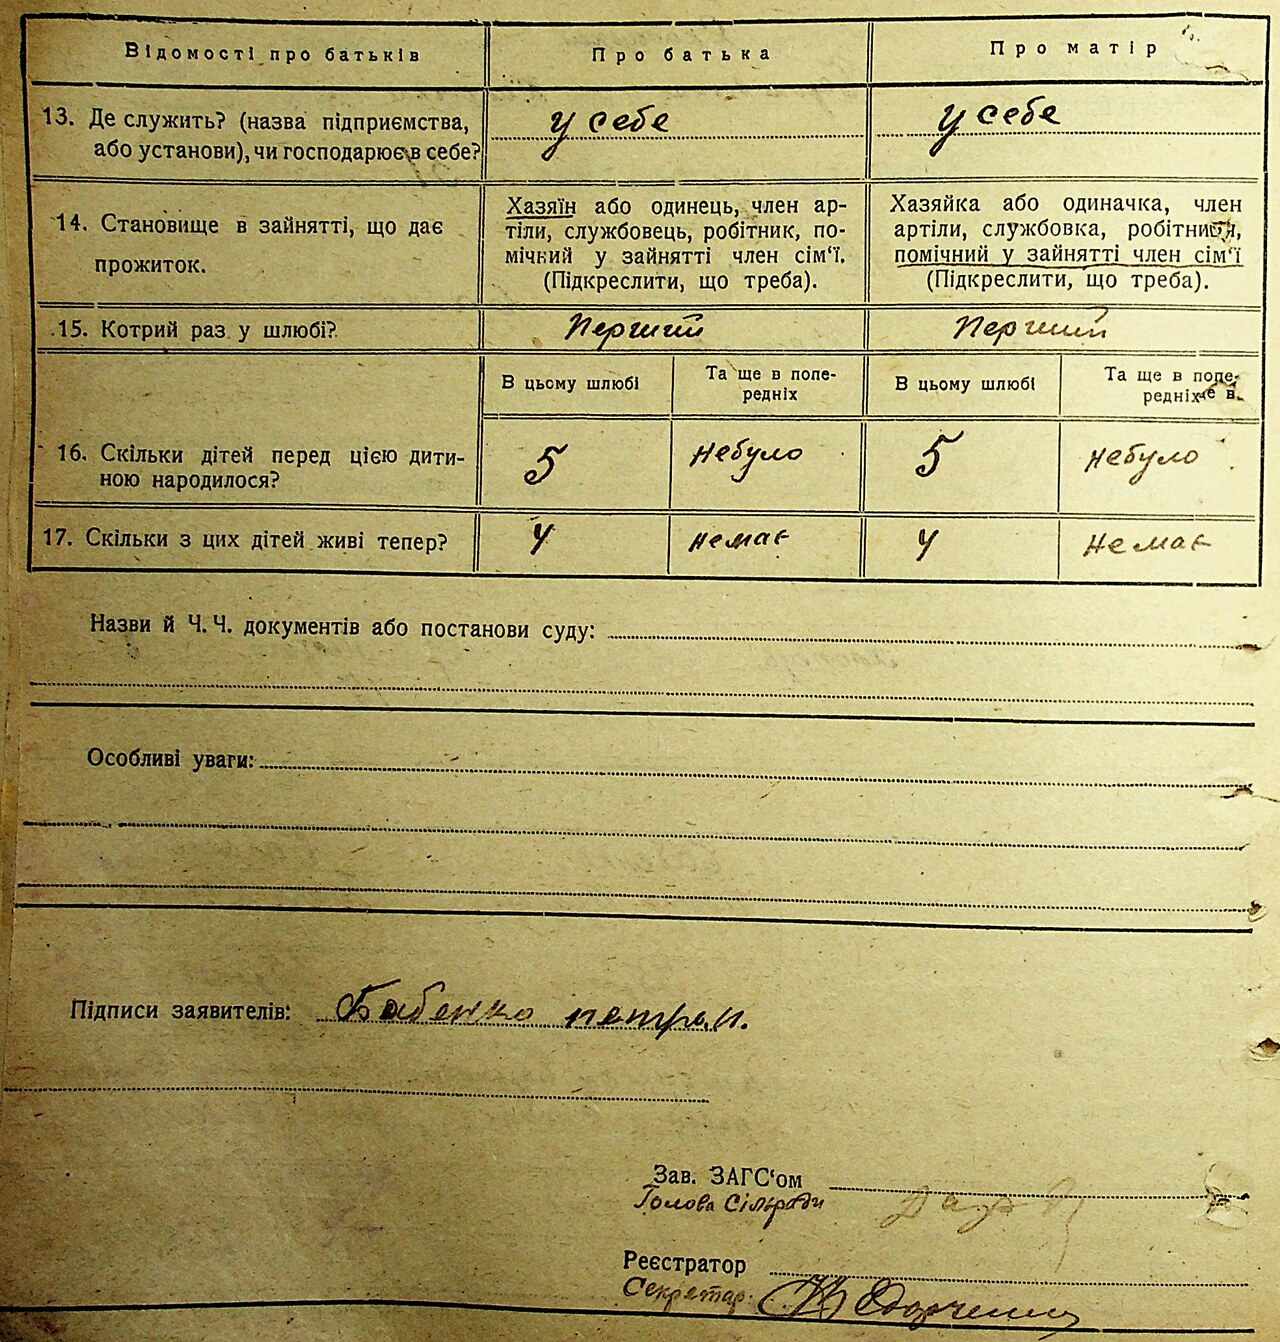 Відомості про батьків Про батька Про матір
13. Де служить? (назва підприємства, або установи), чи господарює в себе? у себе у себе
14. Становище в зайнятті, що дає прожиток.
Хазяїн або одинець, член ар-
тіли, службовець, робітник, по-
мічний у зайнятті член сім'ї.
(Підкреслити, що треба).
Хазяйка або одиначка, член
артіли, службовка, робітниця,
помічний у зайнятті член сім'ї
(Підкреслити, що треба).
15. Котрий раз у шлюбі? Перший Перший
В цьому шлюбі Та ще в попе-редніх В цьому шлюбі Та ще в попе-редніх
16. Скільки дітей перед цією дити-
ною народилося? 5 небуло 5 небуло
17. Скільки з цих дітей живі тепер? 4 немає 4 немає
Назви й Ч.Ч. документів або постанови суду:
Особливі уваги:
Підписи заявителів: Бабенко петро
Зав. ЗАГС'ом
Голова Сільради
Реєстратор
Секретар